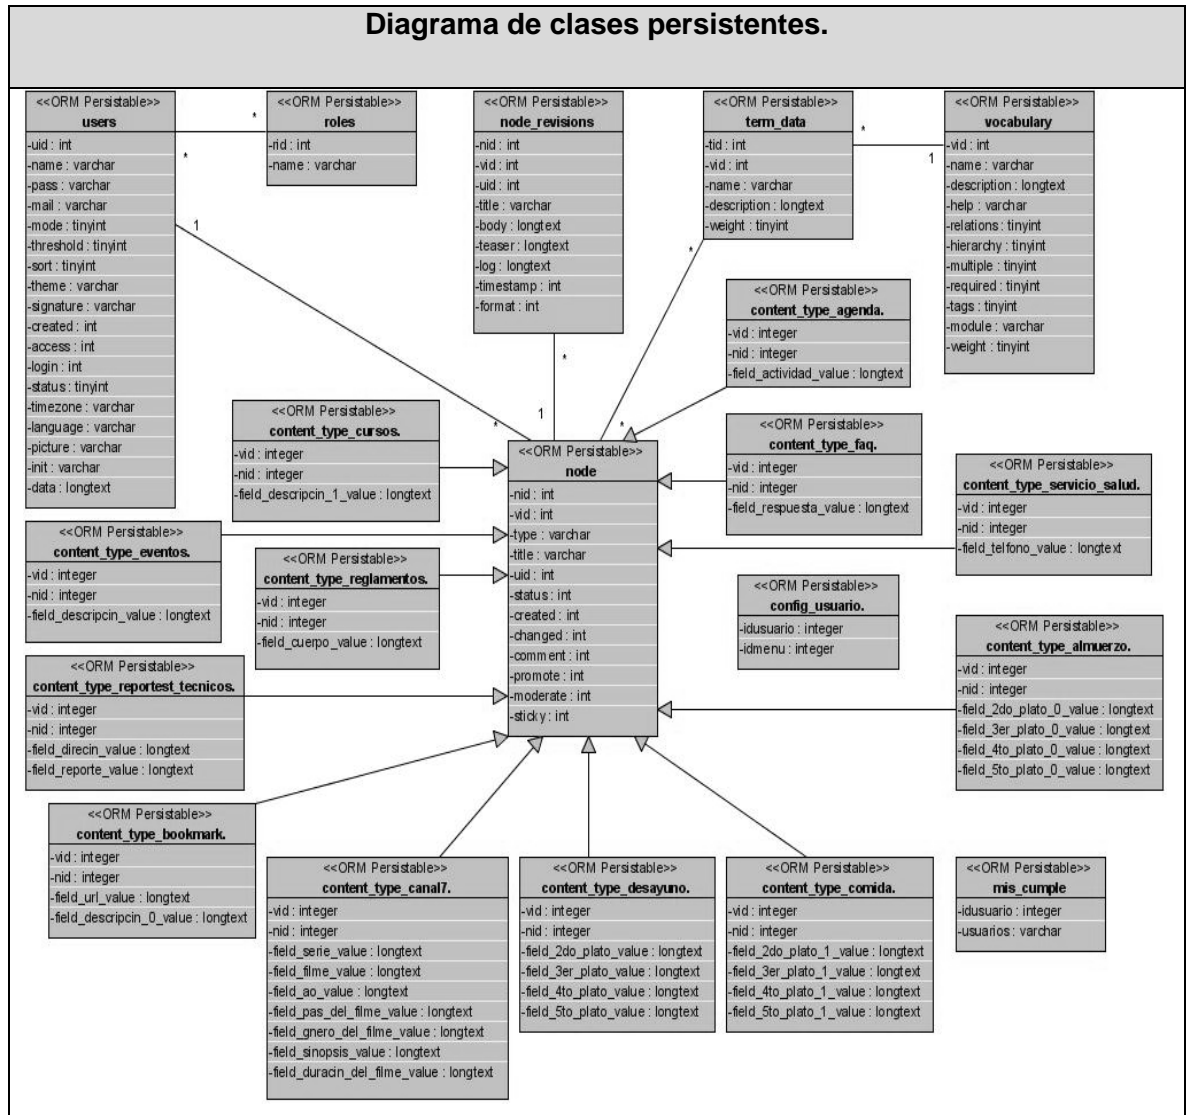 Diagrama de clases persistentes.
<<ORM Persistable>>
users
-uid : int
-name : varchar
-pass : varchar
-mail : varchar
-mode : tinyint
-threshold : tinyint
-sort : tinyint
-theme : varchar
-signature : varchar
-created : int
-access : int
-login : int
-status : tinyint
-timezone : varchar
-language : varchar
-picture : varchar
-init : varchar
-data : longtext
*
*
<<ORM Persistable>>
roles
-rid : int
-name : varchar
<<ORM Persistable>>
node_revisions
-nid : int
-vid : int
-uid : int
-title : varchar
-body : longtext
-teaser : longtext
-log : longtext
-timestamp : int
-format : int
<<ORM Persistable>>
term_data
-tid : int
-vid : int
-name : varchar
-description : longtext
-weight : tinyint
*
1
<<ORM Persistable>>
vocabulary
-vid : int
-name : varchar
-description : longtext
-help : varchar
-relations : tinyint
-hierarchy : tinyint
-multiple : tinyint
-required : tinyint
-tags : tinyint
-module : varchar
-weight : tinyint
1
*
*
1
*
*
<<ORM Persistable>>
content_type_agenda.
-vid : integer
-nid : integer
-field_actividad_value : longtext
<<ORM Persistable>>
content_type_cursos.
-vid : integer
-nid : integer
-field_descripcin_1_value : longtext
<<ORM Persistable>>
node
-nid : int
-vid : int
-type : varchar
-title : varchar
-uid : int
-status : int
-created : int
-changed : int
-comment : int
-promote : int
-moderate : int
-sticky : int
<<ORM Persistable>>
content_type_faq.
-vid : integer
-nid : integer
-field_respuesta_value : longtext
<<ORM Persistable>>
content_type_servicio_salud.
-vid : integer
-nid : integer
-field_telfono_value : longtext
<<ORM Persistable>>
content_type_eventos.
-vid : integer
-nid : integer
-field_descripcin_value : longtext
<<ORM Persistable>>
content_type_reglamentos.
-vid : integer
-nid : integer
-field_cuerpo_value : longtext
<<ORM Persistable>>
config_usuario.
-idusuario : integer
-idmenu : integer
<<ORM Persistable>>
content_type_almuerzo.
-vid : integer
-nid : integer
-field_2do_plato_0_value : longtext
-field_3er_plato_0_value : longtext
-field_4to_plato_0_value : longtext
-field_5to_plato_0_value : longtext
<<ORM Persistable>>
content_type_reportest_tecnicos.
-vid : integer
-nid : integer
-field_direcin_value : longtext
-field_reporte_value : longtext
<<ORM Persistable>>
content_type_bookmark.
-vid : integer
-nid : integer
-field_url_value : longtext
-field_descripcin_0_value : longtext
<<ORM Persistable>>
content_type_canal7.
-vid : integer
-nid : integer
-field_serie_value : longtext
-field_filme_value : longtext
-field_ao_value : longtext
-field_pas_del_filme_value : longtext
-field_gnero_del_filme_value : longtext
-field_sinopsis_value : longtext
-field_duracin_del_filme_value : longtext
<<ORM Persistable>>
content_type_desayuno.
-vid : integer
-nid : integer
-field_2do_plato_value : longtext
-field_3er_plato_value : longtext
-field_4to_plato_value : longtext
-field_5to_plato_value : longtext
<<ORM Persistable>>
content_type_comida.
-vid : integer
-nid : integer
-field_2do_plato_1_value : longtext
-field_3er_plato_1_value : longtext
-field_4to_plato_1_value : longtext
-field_5to_plato_1_value : longtext
<<ORM Persistable>>
mis_cumple
-idusuario : integer
-usuarios : varchar